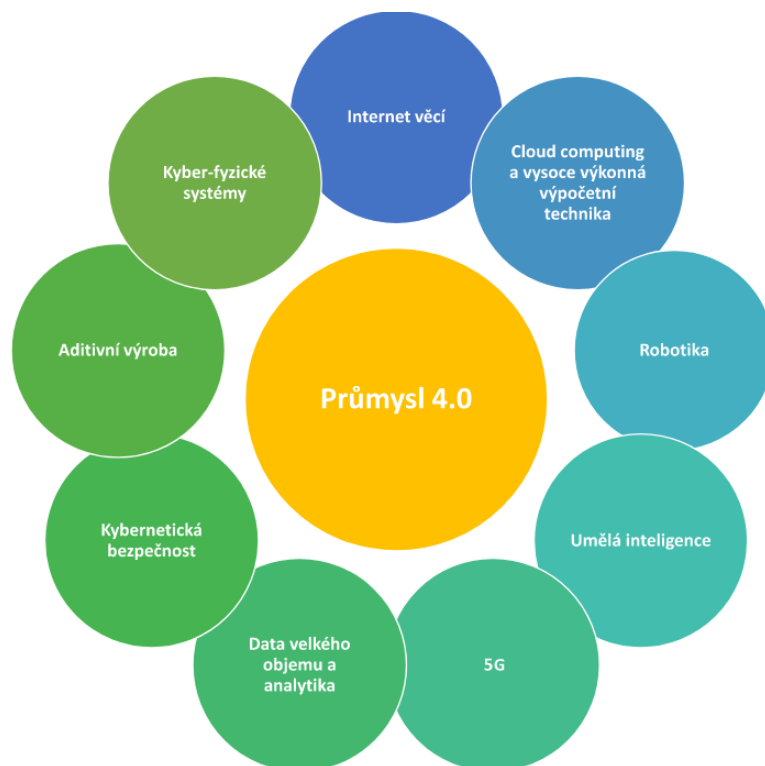 Internet věcí
Cloud computing
a vysoce výkonná
výpočetní
technika
Robotika
Umělá inteligence
5G
Data velkého
objemu a
analytika
Kybernetická
bezpečnost
Aditivní výroba
Kyber-fyzické
systémy
Průmysl 4.0